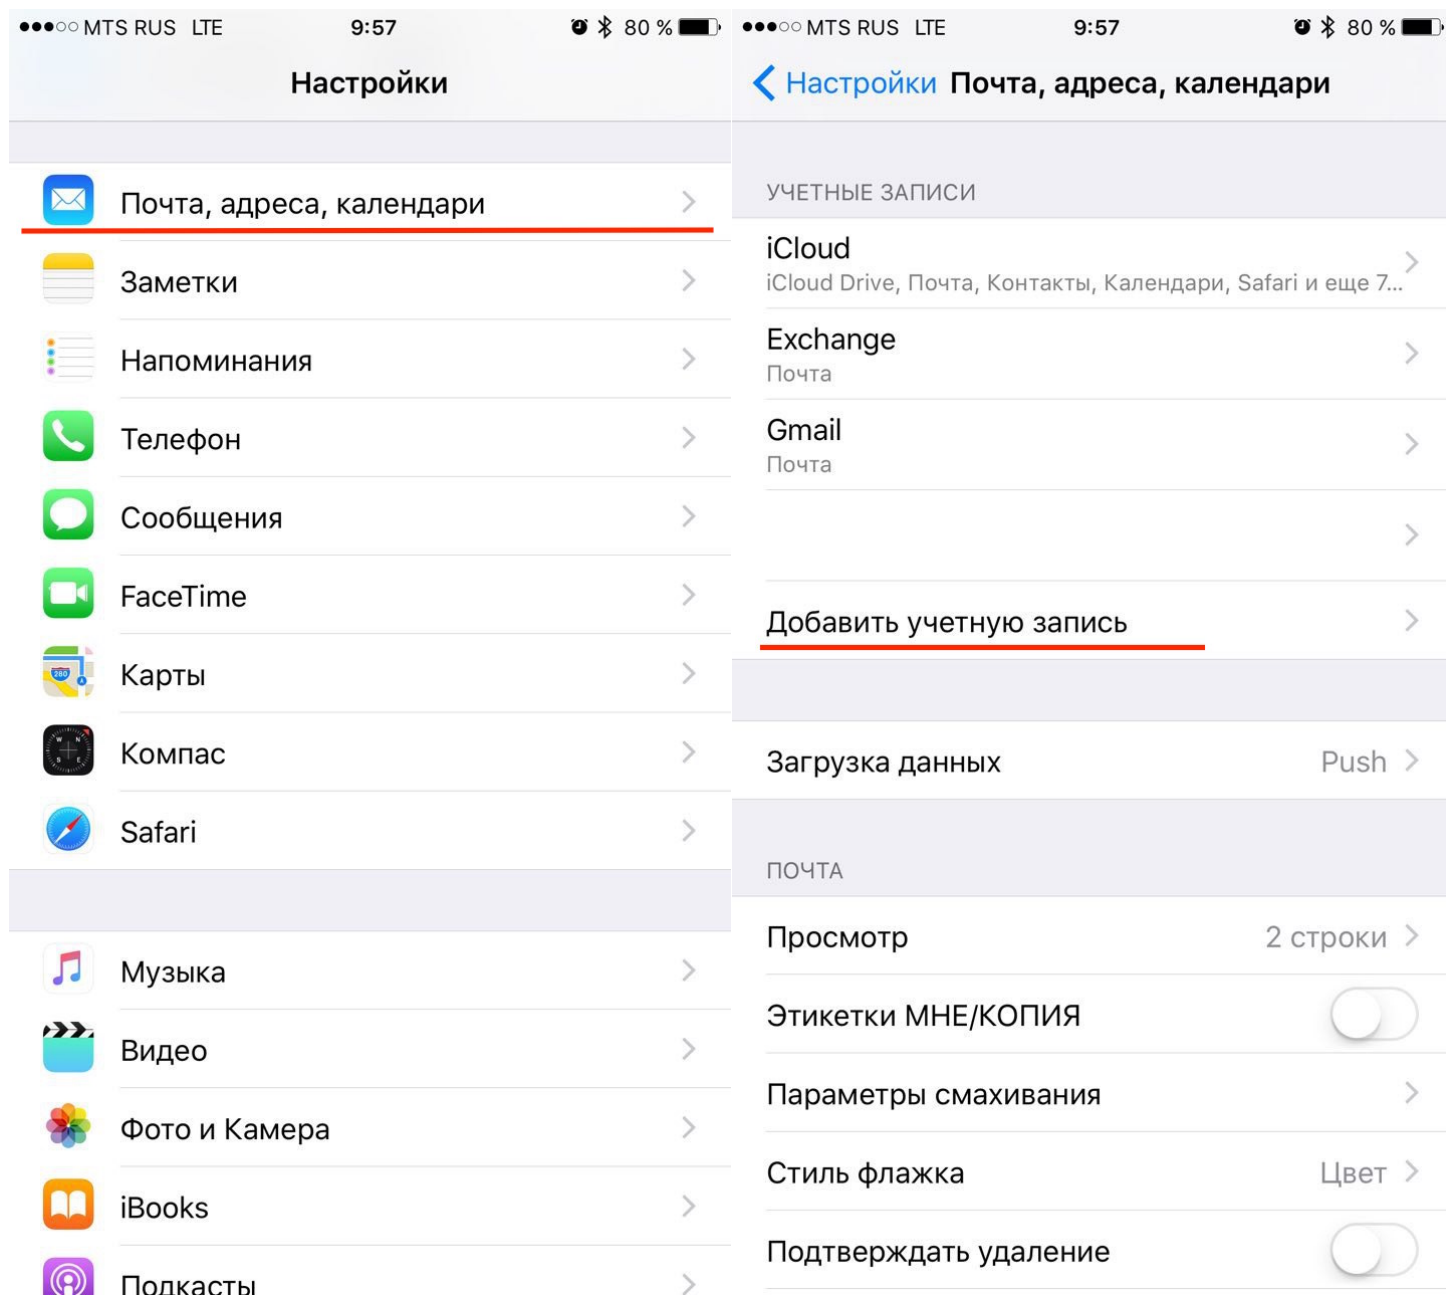 MTS RUS LTE 9:57 80 %
Настройки
Почта, адреса, календари
Заметки
Напоминания
Телефон
Сообщения
FaceTime
280
Карты
W N
S E
Компас
Safari
Музыка
Видео
Фото и Камера
iBooks
Подкасты
MTS RUS LTE 9:57 80 %
Настройки Почта, адреса, календари
УЧЕТНЫЕ ЗАПИСИ
iCloud
iCloud Drive, Почта, Контакты, Календари, Safari и еще 7...
Exchange
Почта
Gmail
Почта
Добавить учетную запись
Загрузка данных Push
ПОЧТА
Просмотр 2 строки
Этикетки МНЕ/КОПИЯ
Параметры смахивания
Стиль флажка Цвет
Подтверждать удаление